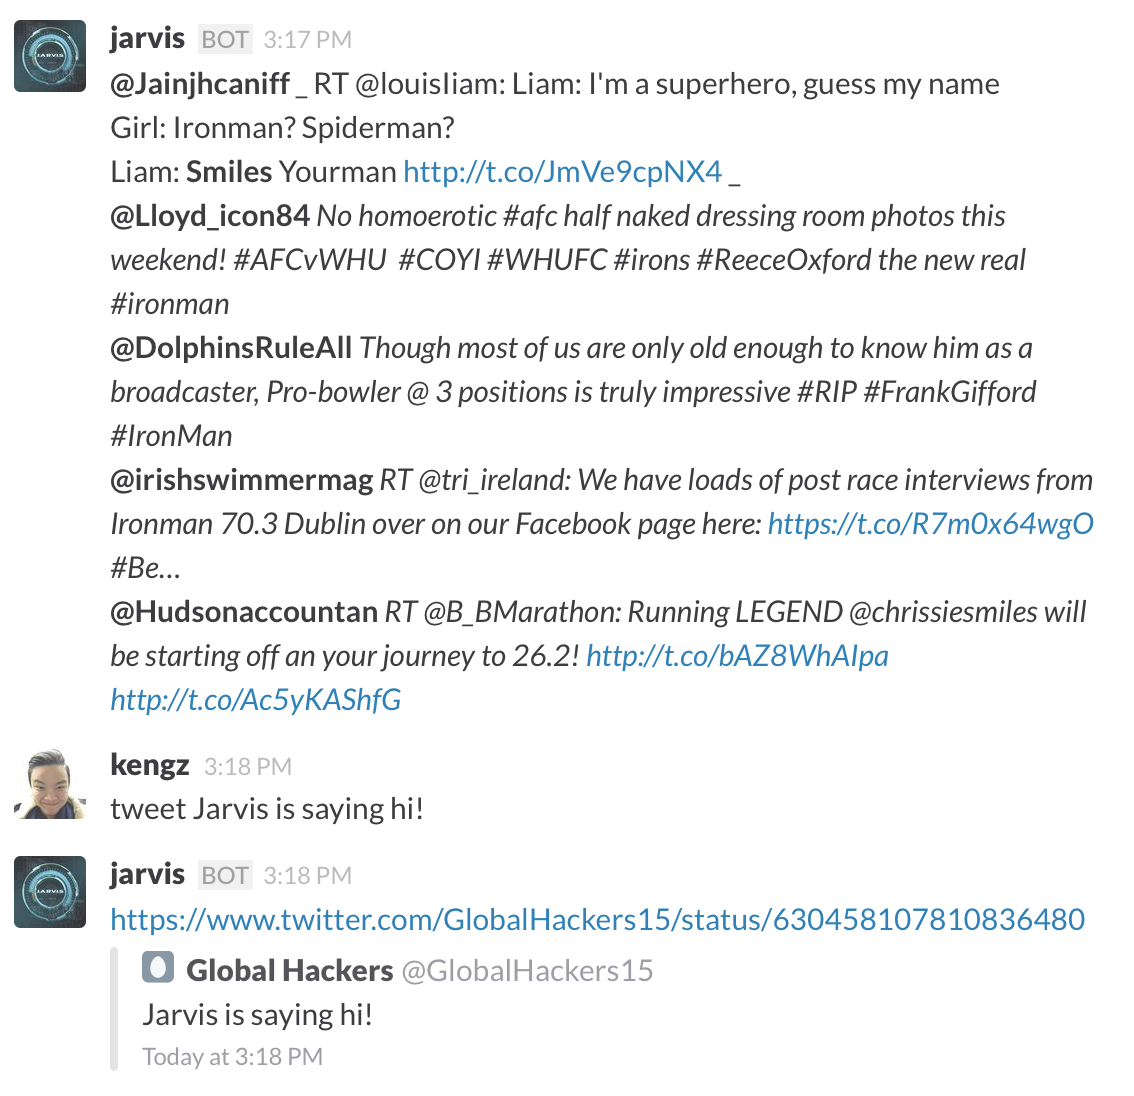 jarvis BOT 3:17 PM
@Jainjhcaniff _ RT @louisliam: Liam: I'm a superhero, guess my name
Girl: Ironman? Spiderman?
Liam: Smiles Yourman http://t.co/JmVe9cpNX4 _
@Lloyd_icon84 No homoerotic #afc half naked dressing room photos this
weekend! #AFCvWHU #COYI #WHUFC #irons #ReeceOxford the new real
#ironman
@DolphinsRuleAll Though most of us are only old enough to know him as a
broadcaster, Pro-bowler @ 3 positions is truly impressive #RIP #FrankGifford
#IronMan
@irishswimmermag RT @tri_ireland: We have loads of post race interviews from
Ironman 70.3 Dublin over on our Facebook page here: https://t.co/R7m0x64wgO
#Be...
@Hudsonaccountan RT @B_BMarathon: Running LEGEND @chrissiesmiles will
be starting off an your journey to 26.2! http://t.co/bAZ8WhAIpa
http://t.co/Ac5yKAShfG
kengz 3:18 PM
tweet Jarvis is saying hi!
JARVIS
jarvis BOT 3:18 PM
https://www.twitter.com/GlobalHackers15/status/630458107810836480
Global Hackers @GlobalHackers15
Jarvis is saying hi!
Today at 3:18 PM